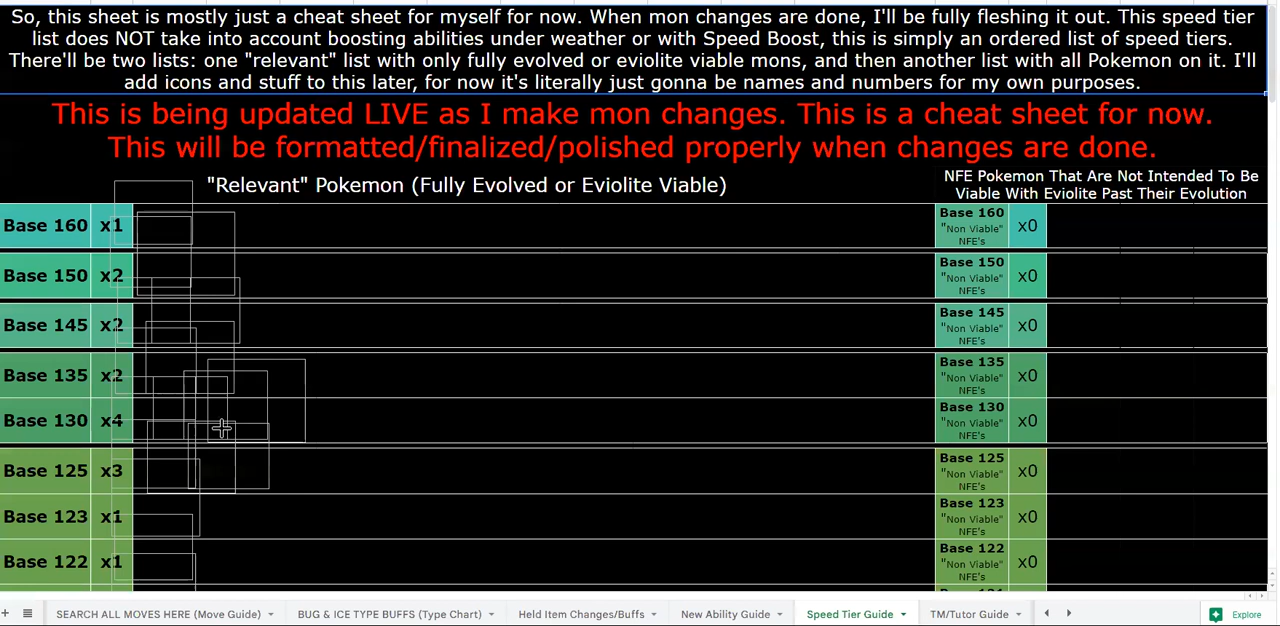 So, this sheet is mostly just a cheat sheet for myself for now. When mon changes are done, I'll be fully fleshing it out. This speed tier
list does NOT take into account boosting abilities under weather or with Speed Boost, this is simply an ordered list of speed tiers.
There'll be two lists: one "relevant" list with only fully evolved or eviolite viable mons, and then another list with all Pokemon on it. I'll
add icons and stuff to this later, for now it's literally just gonna be names and numbers for my own purposes.
This is being updated LIVE as I make mon changes. This is a cheat sheet for now.
This will be formatted/finalized/polished properly when changes are done.
"Relevant" Pokemon (Fully Evolved or Eviolite Viable)
NFE Pokemon That Are Not Intended To Be
Viable With Eviolite Past Their Evolution
Base 160 x1
Base 160
"Non Viable"
NFE's
x0
Base 150 x2
Base 150
"Non Viable"
NFE's
x0
Base 145 x2
Base 145
"Non Viable"
NFE's
x0
Base 135 x2
Base 135
"Non Viable"
NFE's
x0
Base 130 x4
Base 130
"Non Viable"
NFE's
x0
Base 125 x3
Base 125
"Non Viable"
NFE's
x0
Base 123 x1
Base 123
"Non Viable"
NFE's
x0
Base 122 x1
Base 122
"Non Viable"
NFE's
x0
SEARCH ALL MOVES HERE (Move Guide) BUG & ICE TYPE BUFFS (Type Chart) Held Item Changes/Buffs New Ability Guide Speed Tier Guide TM/Tutor Guide Explore